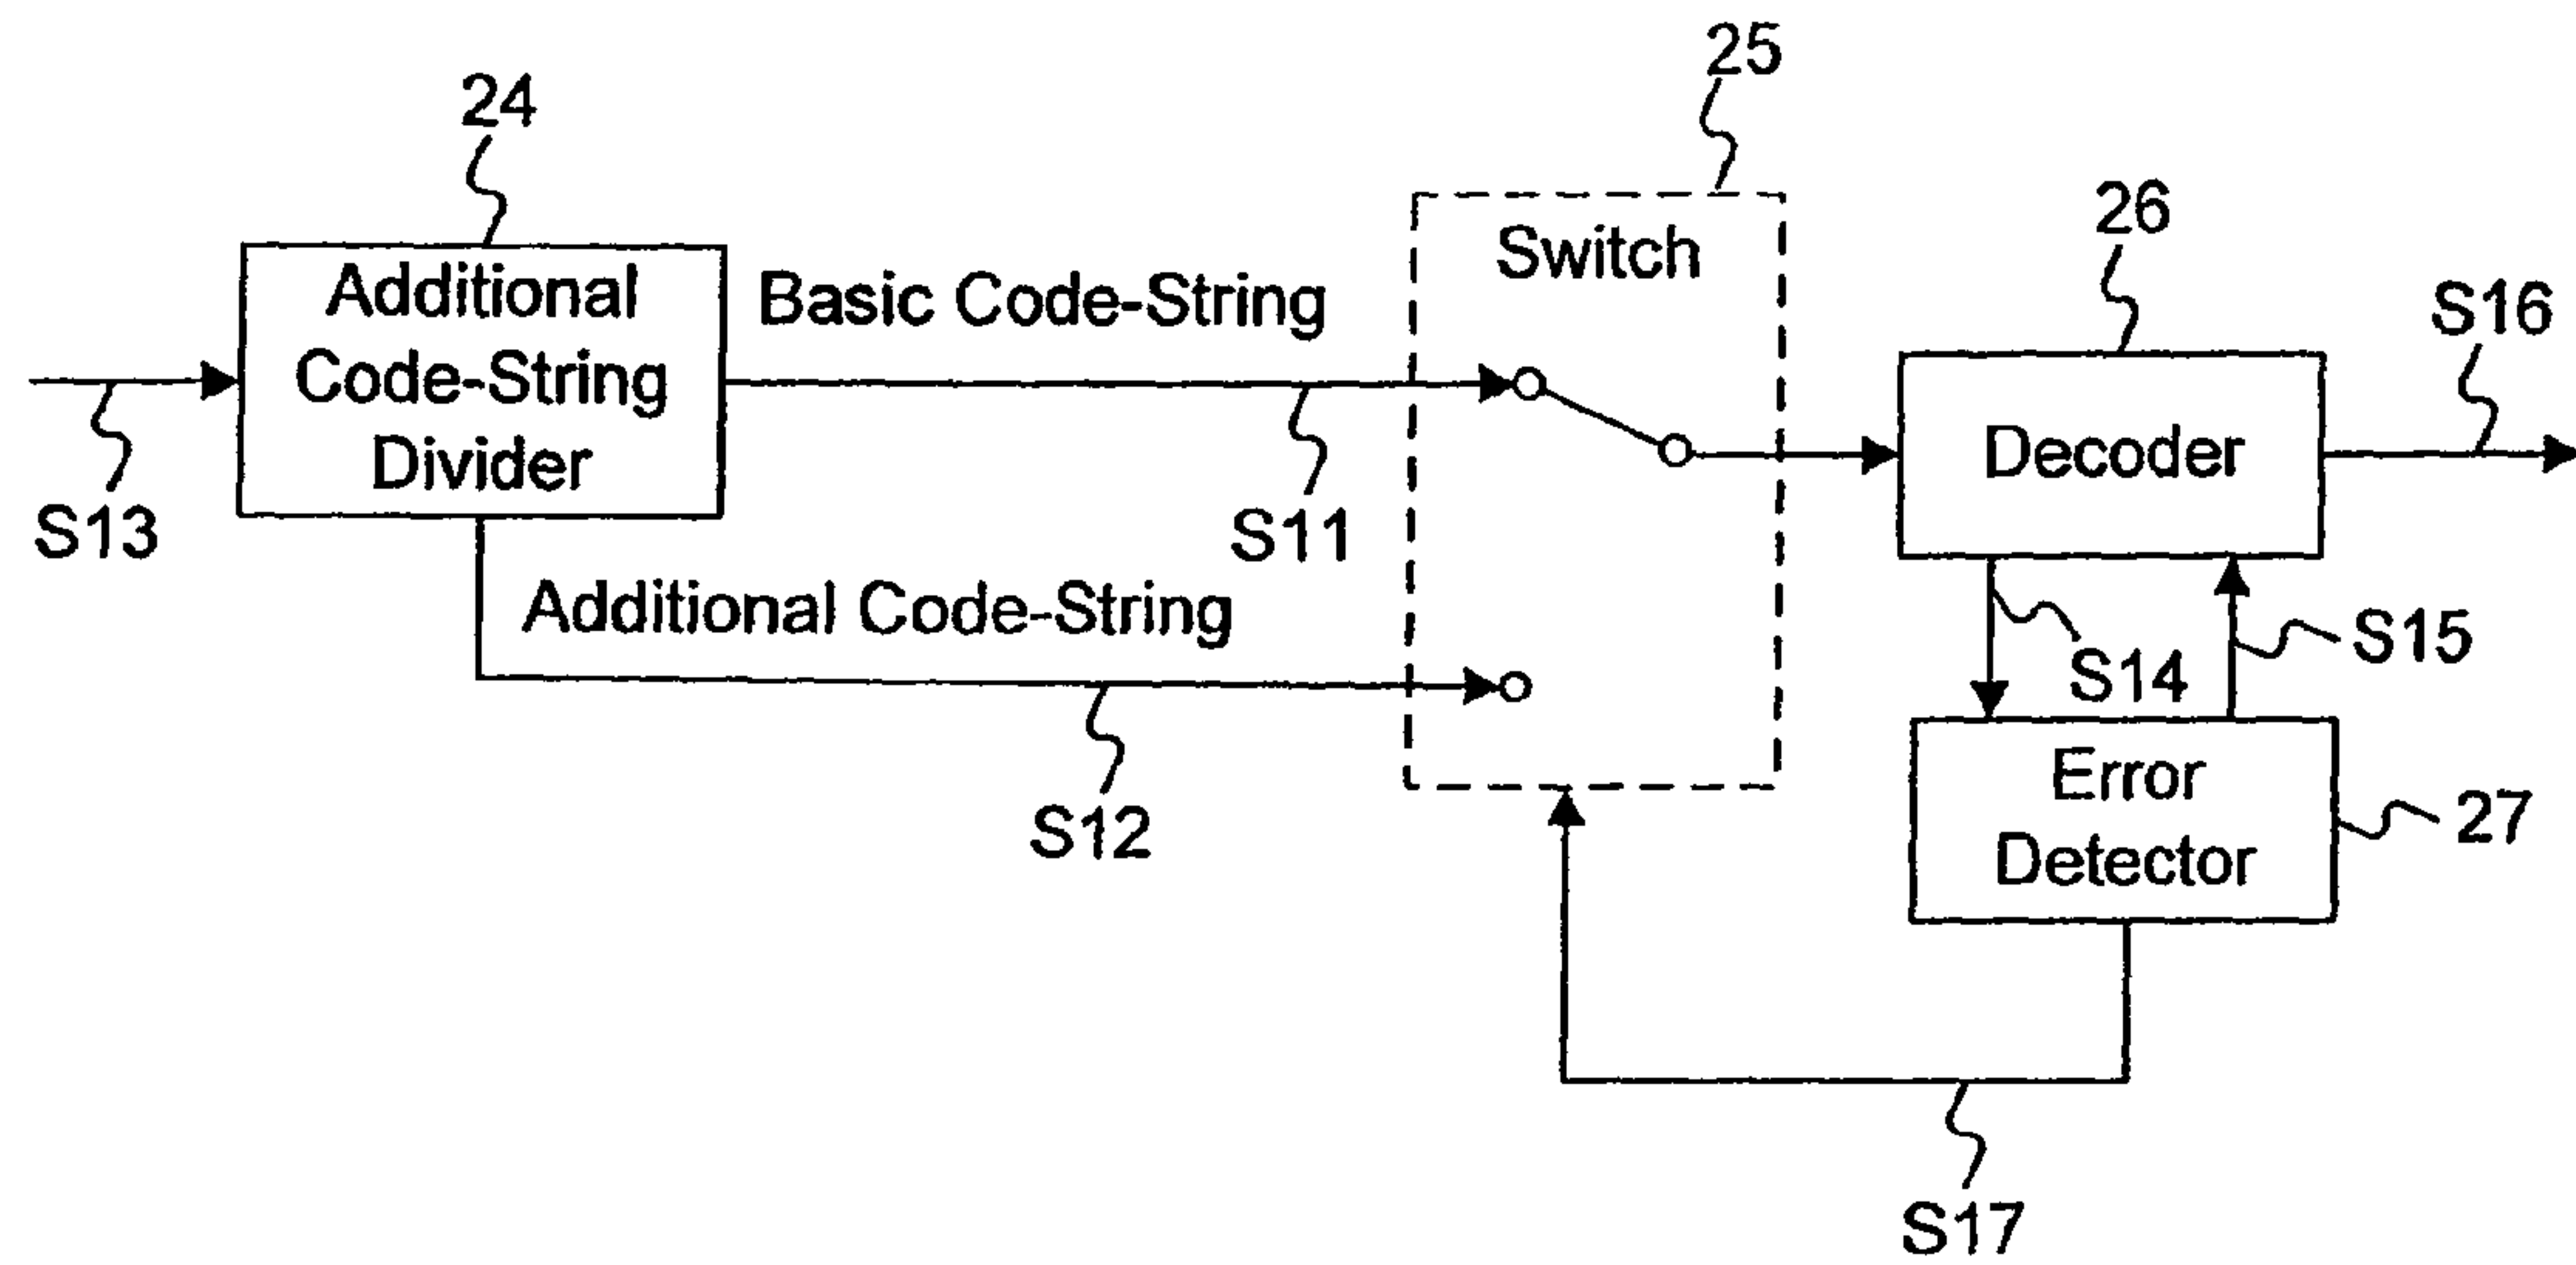 25
24
26
Switch
Additional
Code-String
Divider
Basic Code-String
S16
Decoder
S13
S11
Additional Code-String
S15
S14
Error
Detector
27
S12
S17